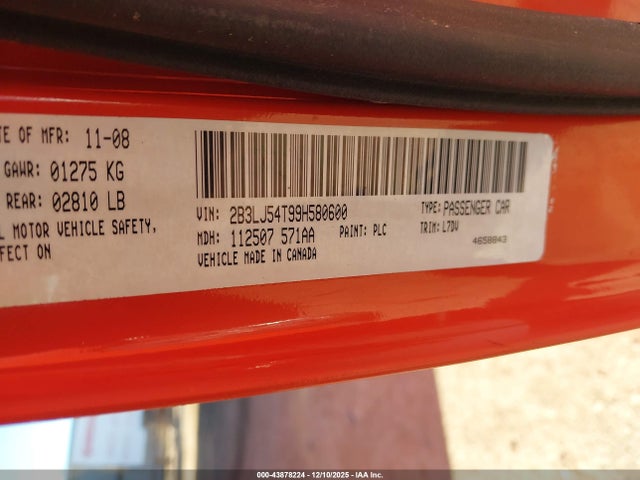 TE OF MFR: 11-08
GAWR: 01275 KG
REAR: 02810 LB
L MOTOR VEHICLE SAFETY,
FFECT ON
VIN: 2B3LJ54T99H580600 TYPE: PASSENGER CAR
MDH: 112507 571AA PAINT: PLC TRIM: L7DV
VEHICLE MADE IN CANADA 4658843
000-43878224 - 12/10/2025 - IAA Inc.